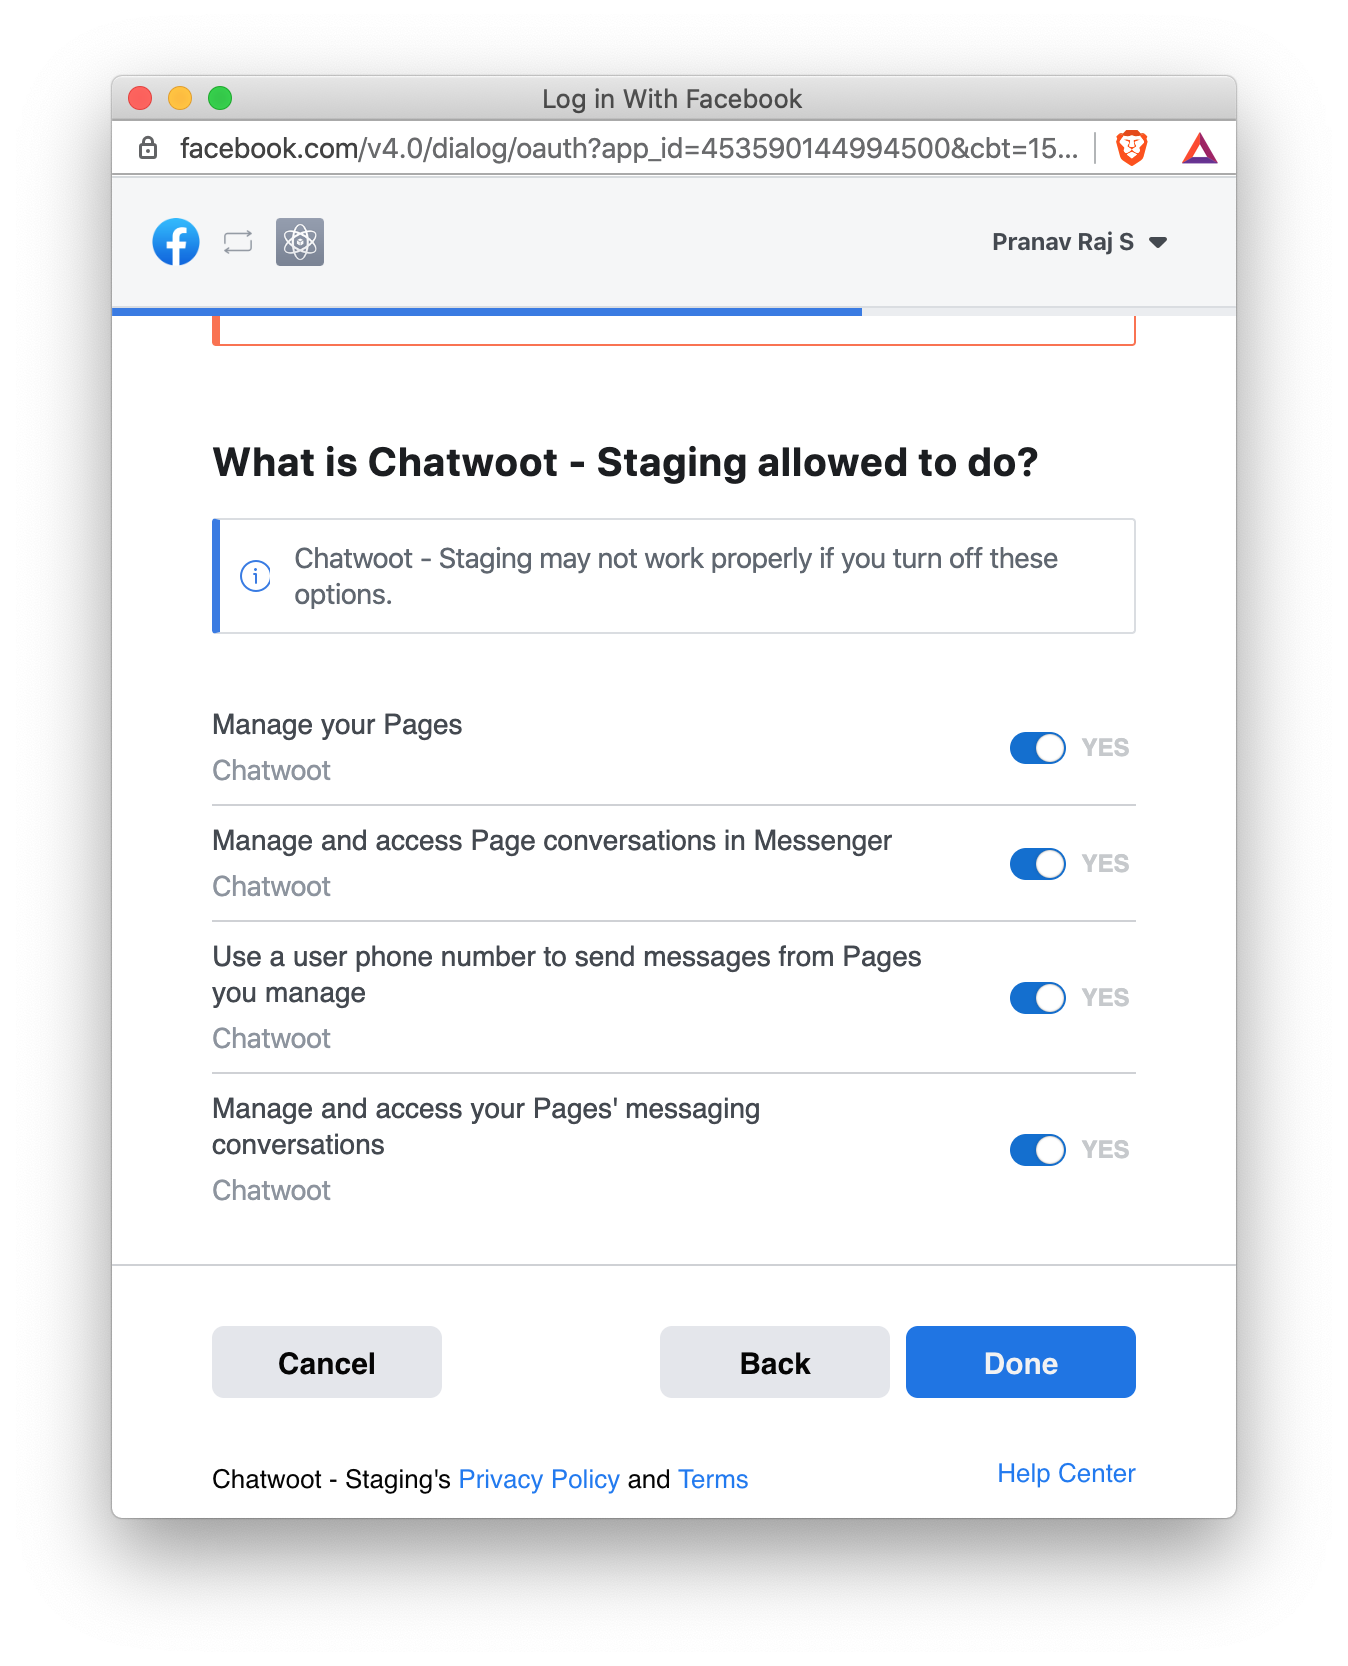 Log in With Facebook
facebook.com/v4.0/dialog/oauth?app_id=453590144994500&cbt=15...
Pranav Raj S
What is Chatwoot - Staging allowed to do?
Chatwoot - Staging may not work properly if you turn off these
options.
Manage your Pages
YES
Chatwoot
Manage and access Page conversations in Messenger
YES
Chatwoot
Use a user phone number to send messages from Pages
you manage
YES
Chatwoot
Manage and access your Pages' messaging
conversations
YES
Chatwoot
Cancel
Back
Done
Chatwoot - Staging's Privacy Policy and Terms
Help Center